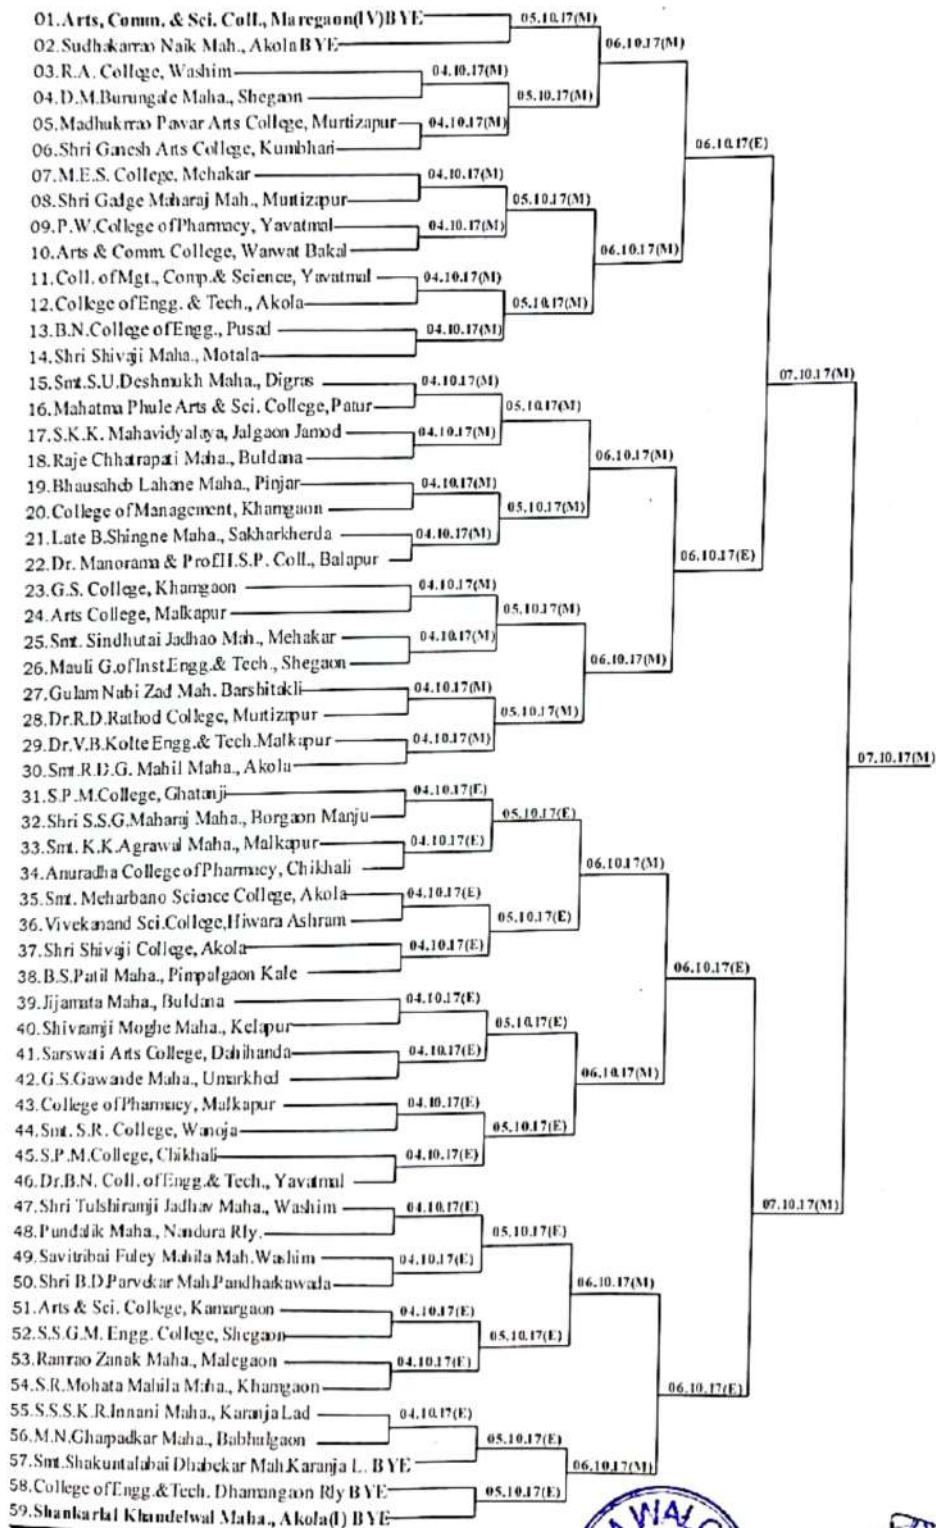 01.Arts, Comm. & Sci. Coll., Maregaon(IV)BYE
05.10.17(M)
02.Sudhakarrao Naik Mah., Akola BYE
06.10.17(M)
03.R.A. College, Washim
04.10.17(M)
04.D.M.Burungale Maha., Shegaon
05.10.17(M)
05.Madhukrrao Pawar Arts College, Murtizapur
04.10.17(M)
06.Shri Ganesh Arts College, Kumbhari
06.10.17(E)
07.M.E.S. College, Mehakar
04.10.17(M)
08.Shri Gadge Maharaj Mah., Murtizapur
05.10.17(M)
09.P.W.College of Pharmacy, Yavatmal
04.10.17(M)
10.Arts & Comm. College, Warwat Bakal
06.10.17(M)
11.Coll. of Mgt., Comp.& Science, Yavatmal
04.10.17(M)
12.College of Engg. & Tech., Akola
05.10.17(M)
13.B.N.College of Engg., Pusad
04.10.17(M)
14.Shri Shivaji Maha., Motala
07.10.17(M)
15.Smt.S.U.Deshmukh Maha., Digras
04.10.17(M)
16.Mahatma Phule Arts & Sci. College,Patur
05.10.17(M)
17.S.K.K. Mahavidyalaya, Jalgaon Jamod
04.10.17(M)
18.Raje Chhatrapati Maha., Buldana
06.10.17(M)
19.Bhausaheb Lahane Maha., Pinjar
04.10.17(M)
20.College of Management, Khamgaon
05.10.17(M)
21.Late B.Shingne Maha., Sakharkherda
04.10.17(M)
22.Dr. Manorama & Prof.H.S.P. Coll., Balapur
06.10.17(E)
23.G.S. College, Khamgaon
04.10.17(M)
24.Arts College, Malkapur
05.10.17(M)
25.Smt. Sindhutai Jadhao Mah., Mehakar
04.10.17(M)
26.Mauli G.of Inst.Engg.& Tech., Shegaon
06.10.17(M)
27.Gulam Nabi Zad Mah. Barshitakli
04.10.17(M)
28.Dr.R.D.Rathod College, Murtizapur
05.10.17(M)
29.Dr.V.B.Kolte Engg.& Tech.Malkapur
04.10.17(M)
30.Smt.R.D.G. Mahil Maha., Akola
07.10.17(M)
31.S.P.M.College, Ghatanji
04.10.17(E)
32.Shri S.S.G.Maharaj Maha., Borgaon Manju
05.10.17(E)
33.Smt. K.K.Agrawal Maha., Malkapur
04.10.17(E)
34.Anuradha College of Pharmacy, Chikhali
06.10.17(M)
35.Smt. Meharbano Science College, Akola
04.10.17(E)
36.Vivekanand Sci.College,Hiwara Ashram
05.10.17(E)
37.Shri Shivaji College, Akola
04.10.17(E)
38.B.S.Patil Maha., Pimpalgaon Kale
06.10.17(E)
39.Jijamata Maha., Buldana
04.10.17(E)
40.Shivramji Moghe Maha., Kelapur
05.10.17(E)
41.Sarswati Arts College, Dahihanda
04.10.17(E)
42.G.S.Gawande Maha., Umarkhed
06.10.17(M)
43.College of Pharmacy, Malkapur
04.10.17(E)
44.Smt. S.R. College, Wanoja
05.10.17(E)
45.S.P.M.College, Chikhali
04.10.17(E)
46.Dr.B.N. Coll. of Engg.& Tech., Yavatmal
47.Shri Tulshiramji Jadhav Maha., Washim
04.10.17(E)
07.10.17(M)
48.Pundalik Maha., Nandura Rly.
05.10.17(E)
49.Savitribai Fuley Mahila Mah.Washim
04.10.17(E)
50.Shri B.D.Parvekar Mah.Pandharkawada
06.10.17(M)
51.Arts & Sci. College, Kamargaon
04.10.17(E)
52.S.S.G.M. Engg. College, Shegaon
05.10.17(E)
53.Ramrao Zanak Maha., Malegaon
04.10.17(E)
54.S.R.Mohata Mahila Maha., Khamgaon
06.10.17(E)
55.S.S.S.K.R.Innani Maha., Karanja Lad
04.10.17(E)
56.M.N.Gharpadkar Maha., Babhulgaon
05.10.17(E)
57.Smt.Shakuntalabai Dhabekar Mah.Karanja L. BYE
06.10.17(M)
58.College of Engg.&Tech. Dhamangaon Rly BYE
05.10.17(E)
59.Shankarlal Khandelwal Maha., Akola(I) BYE